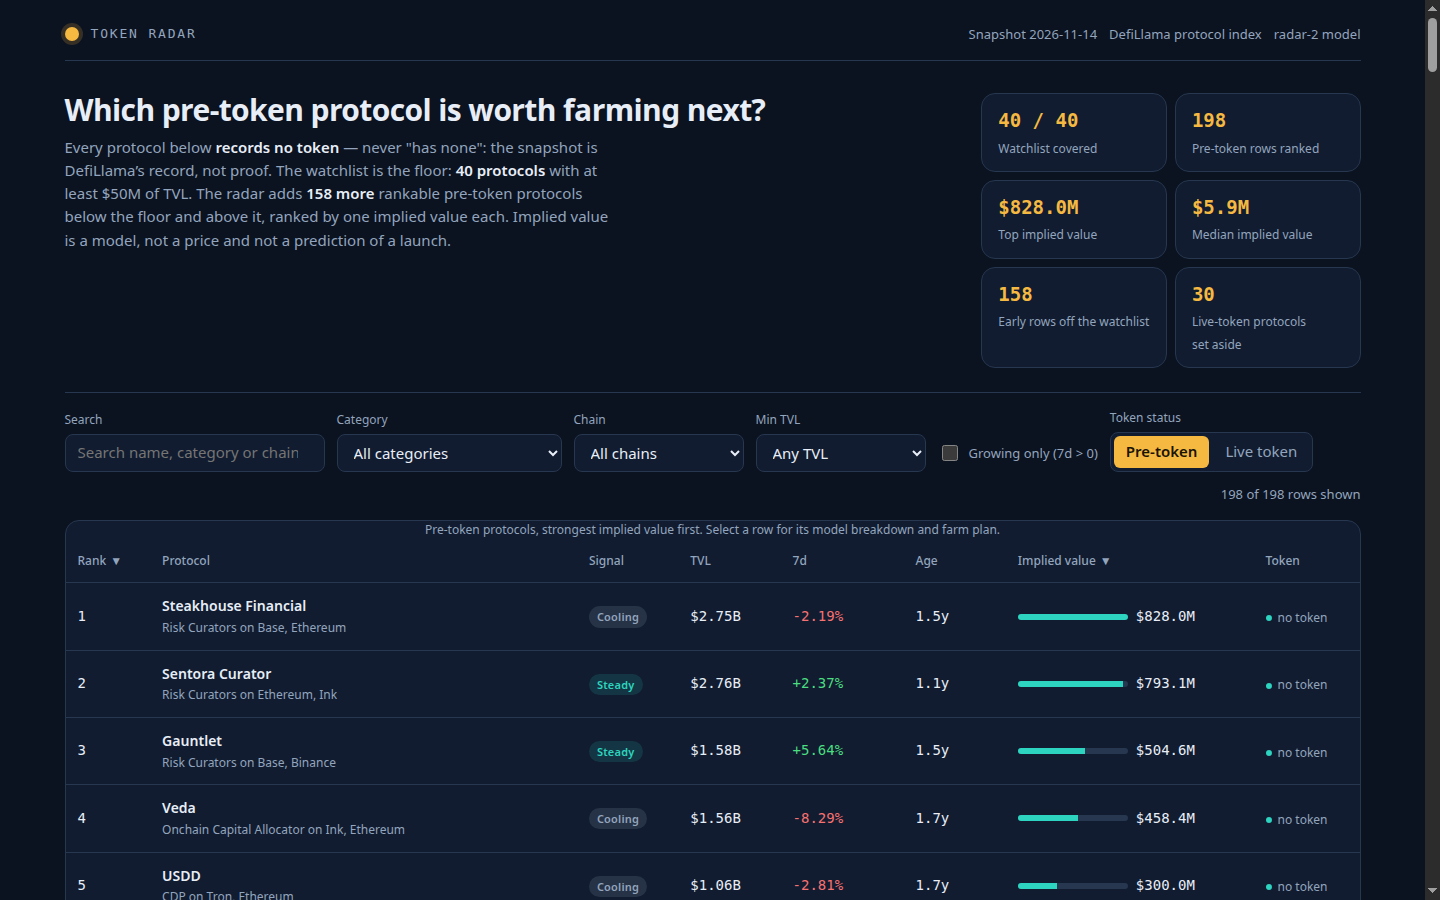 TOKEN RADAR
Snapshot 2026-11-14 DefiLlama protocol index radar-2 model
Which pre-token protocol is worth farming next?
Every protocol below records no token — never "has none": the snapshot is
DefiLlama's record, not proof. The watchlist is the floor: 40 protocols with at
least $50M of TVL. The radar adds 158 more rankable pre-token protocols
below the floor and above it, ranked by one implied value each. Implied value
is a model, not a price and not a prediction of a launch.
40 / 40
Watchlist covered
198
Pre-token rows ranked
$828.0M
Top implied value
$5.9M
Median implied value
158
Early rows off the watchlist
30
Live-token protocols
set aside
Search
Search name, category or chain
Category
All categories
Chain
All chains
Min TVL
Any TVL
Growing only (7d > 0)
Token status
Pre-token Live token
198 of 198 rows shown
Pre-token protocols, strongest implied value first. Select a row for its model breakdown and farm plan.
Rank ▼ Protocol Signal TVL 7d Age Implied value ▼ Token
1 Steakhouse Financial Cooling $2.75B -2.19% 1.5y $828.0M no token
Risk Curators on Base, Ethereum
2 Sentora Curator Steady $2.76B +2.37% 1.1y $793.1M no token
Risk Curators on Ethereum, Ink
3 Gauntlet Steady $1.58B +5.64% 1.5y $504.6M no token
Risk Curators on Base, Binance
4 Veda Cooling $1.56B -8.29% 1.7y $458.4M no token
Onchain Capital Allocator on Ink, Ethereum
5 USDD Cooling $1.06B -2.81% 1.7y $300.0M no token
CDP on Tron, Ethereum